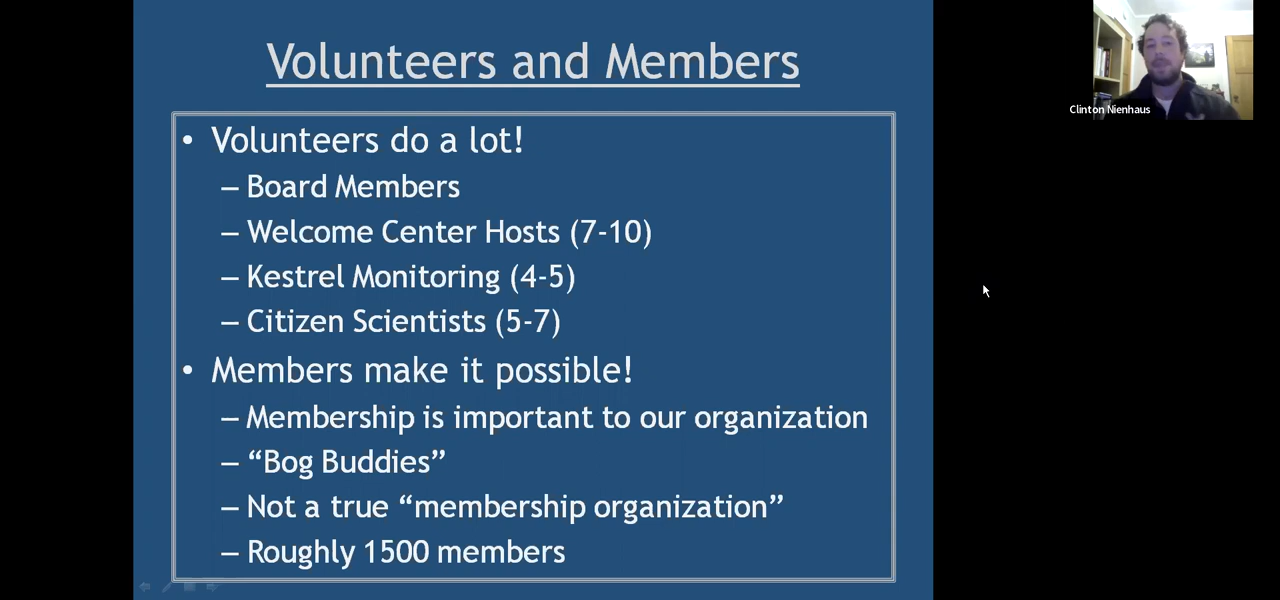 Volunteers and Members
• Volunteers do a lot!
– Board Members
– Welcome Center Hosts (7-10)
– Kestrel Monitoring (4-5)
– Citizen Scientists (5-7)
• Members make it possible!
– Membership is important to our organization
– “Bog Buddies”
– Not a true “membership organization”
– Roughly 1500 members
Clinton Nienhaus